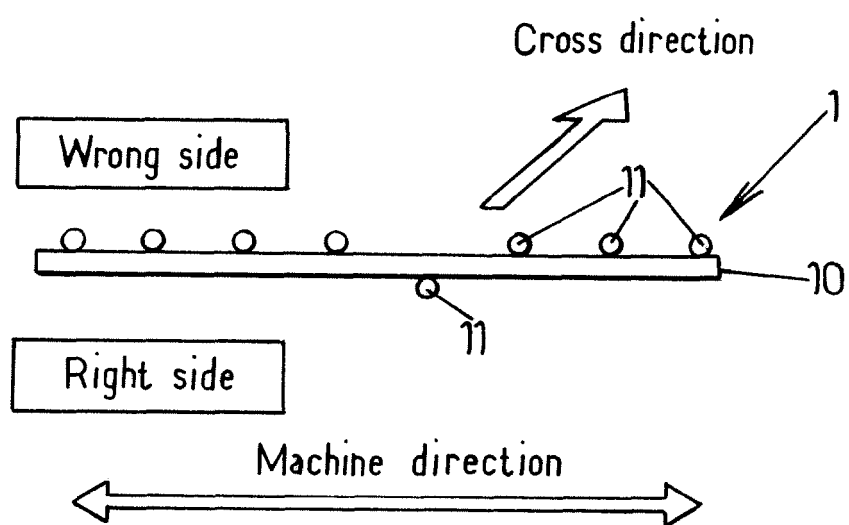 Cross direction
1
Wrong side
11
10
11
Right side
Machine direction